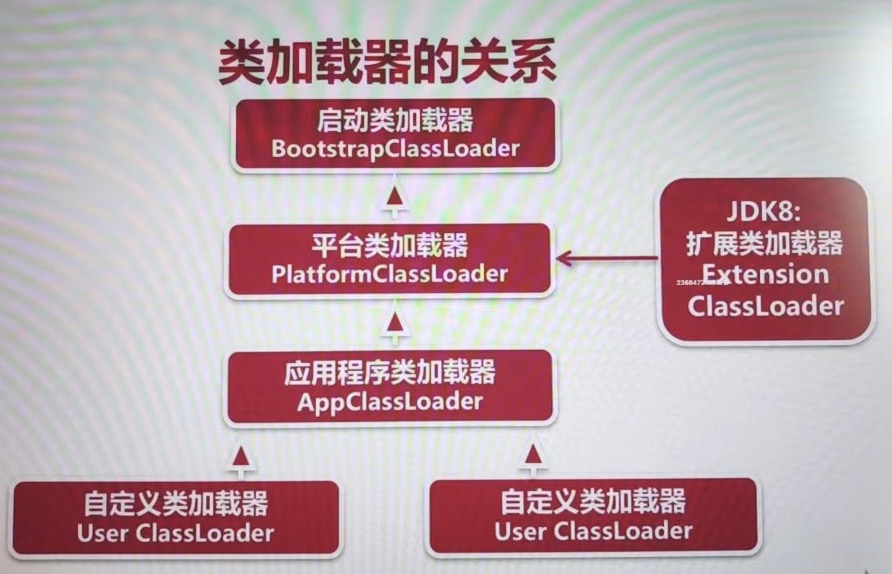 类加载器的关系
启动类加载器
BootstrapClassLoader
平台类加载器
PlatformClassLoader
JDK8:
扩展类加载器
Extension
ClassLoader
应用程序类加载器
AppClassLoader
自定义类加载器
User ClassLoader
自定义类加载器
User ClassLoader